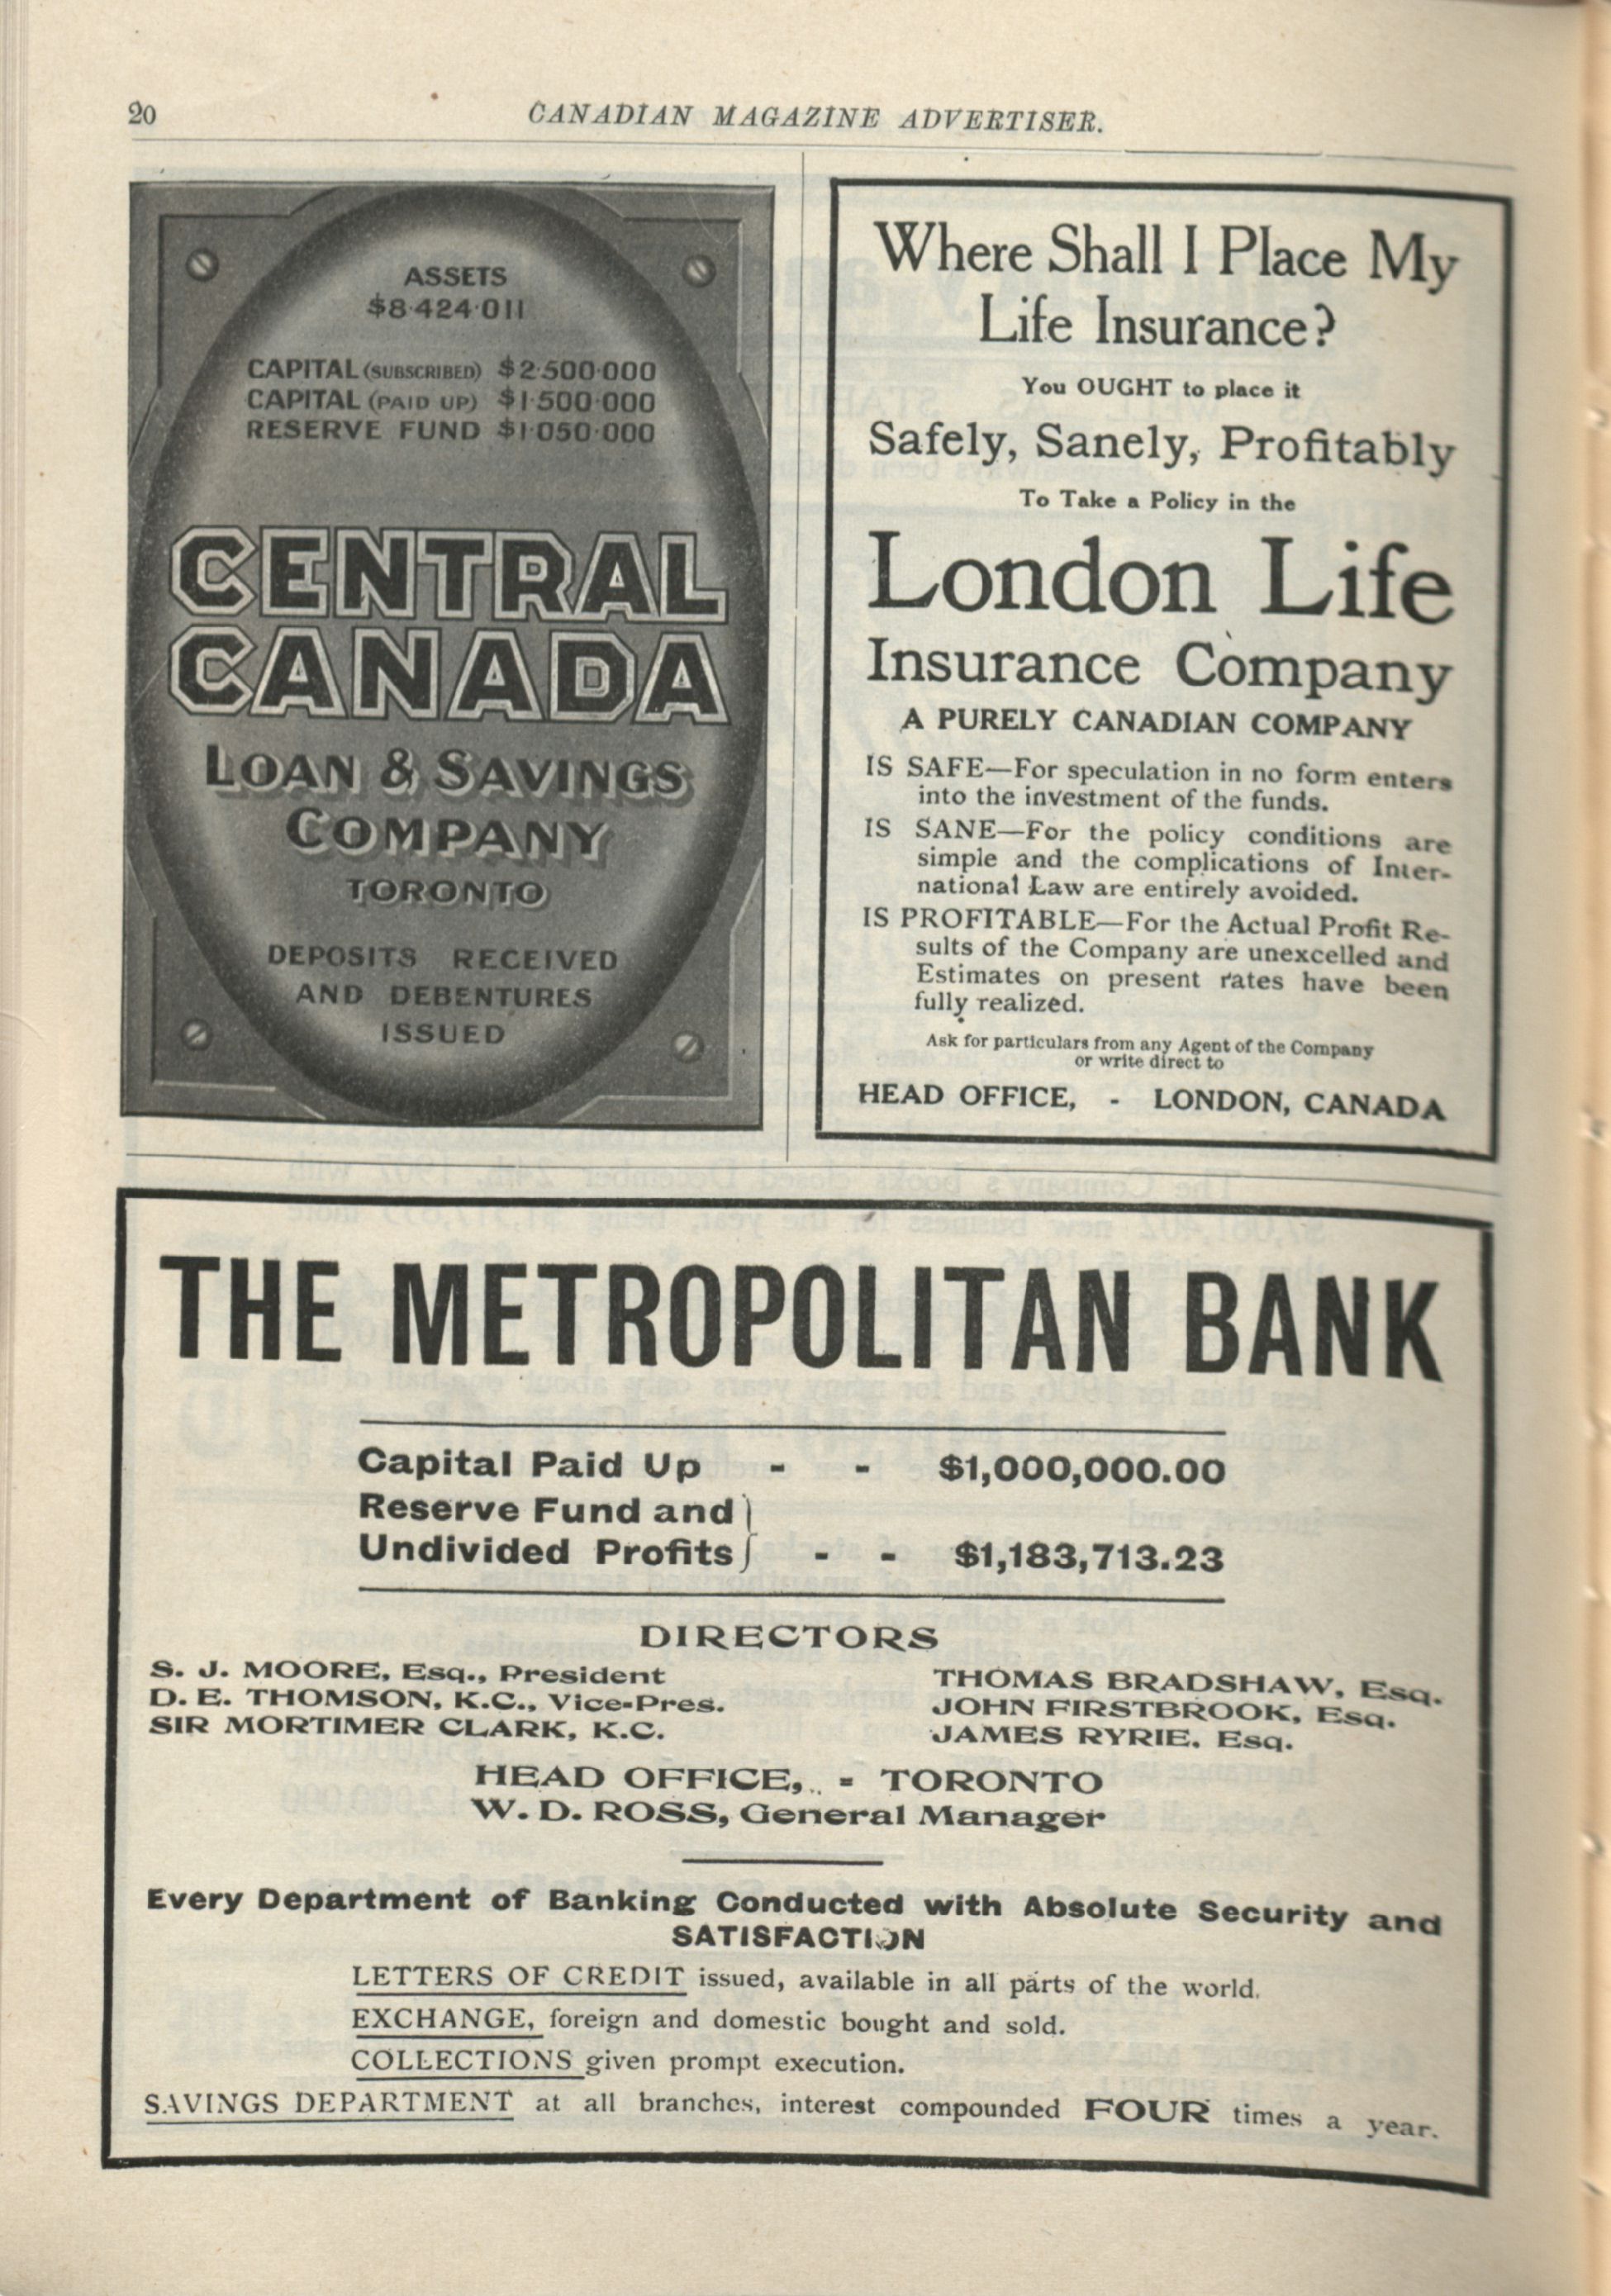 20
CANADIAN MAGAZINE ADVERTISER.
ASSETS
$8·424·011
CAPITAL (SUBSCRIBED) $2·500·000
CAPITAL (PAID UP) $1·500·000
RESERVE FUND $1·050·000
CENTRAL
CANADA
LOAN & SAVINGS
COMPANY
TORONTO
DEPOSITS RECEIVED
AND DEBENTURES
ISSUED
Where Shall I Place My
Life Insurance?
You OUGHT to place it
Safely, Sanely, Profitably
To Take a Policy in the
London Life
Insurance Company
A PURELY CANADIAN COMPANY
IS SAFE—For speculation in no form enters
into the investment of the funds.
IS SANE—For the policy conditions are
simple and the complications of Inter-
national Law are entirely avoided.
IS PROFITABLE—For the Actual Profit Re-
sults of the Company are unexcelled and
Estimates on present rates have been
fully realized.
Ask for particulars from any Agent of the Company
or write direct to
HEAD OFFICE, - LONDON, CANADA
THE METROPOLITAN BANK
Capital Paid Up - - $1,000,000.00
Reserve Fund and
Undivided Profits - - $1,183,713.23
DIRECTORS
S. J. MOORE, Esq., President
D. E. THOMSON, K.C., Vice-Pres.
SIR MORTIMER CLARK, K.C.
THOMAS BRADSHAW, Esq.
JOHN FIRSTBROOK, Esq.
JAMES RYRIE, Esq.
HEAD OFFICE, - TORONTO
W. D. ROSS, General Manager
Every Department of Banking Conducted with Absolute Security and
SATISFACTION
LETTERS OF CREDIT issued, available in all parts of the world.
EXCHANGE, foreign and domestic bought and sold.
COLLECTIONS given prompt execution.
SAVINGS DEPARTMENT at all branches, interest compounded FOUR times a year.